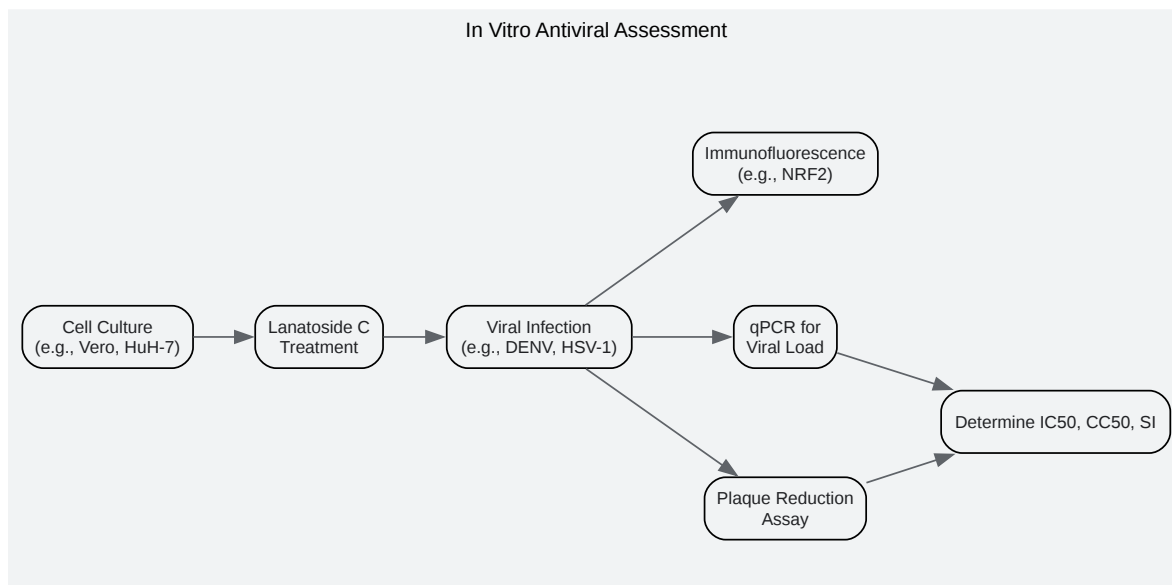 In Vitro Antiviral Assessment
Cell Culture
(e.g., Vero, HuH-7)
Lanatoside C
Treatment
Viral Infection
(e.g., DENV, HSV-1)
Immunofluorescence
(e.g., NRF2)
qPCR for
Viral Load
Plaque Reduction
Assay
Determine IC50, CC50, SI